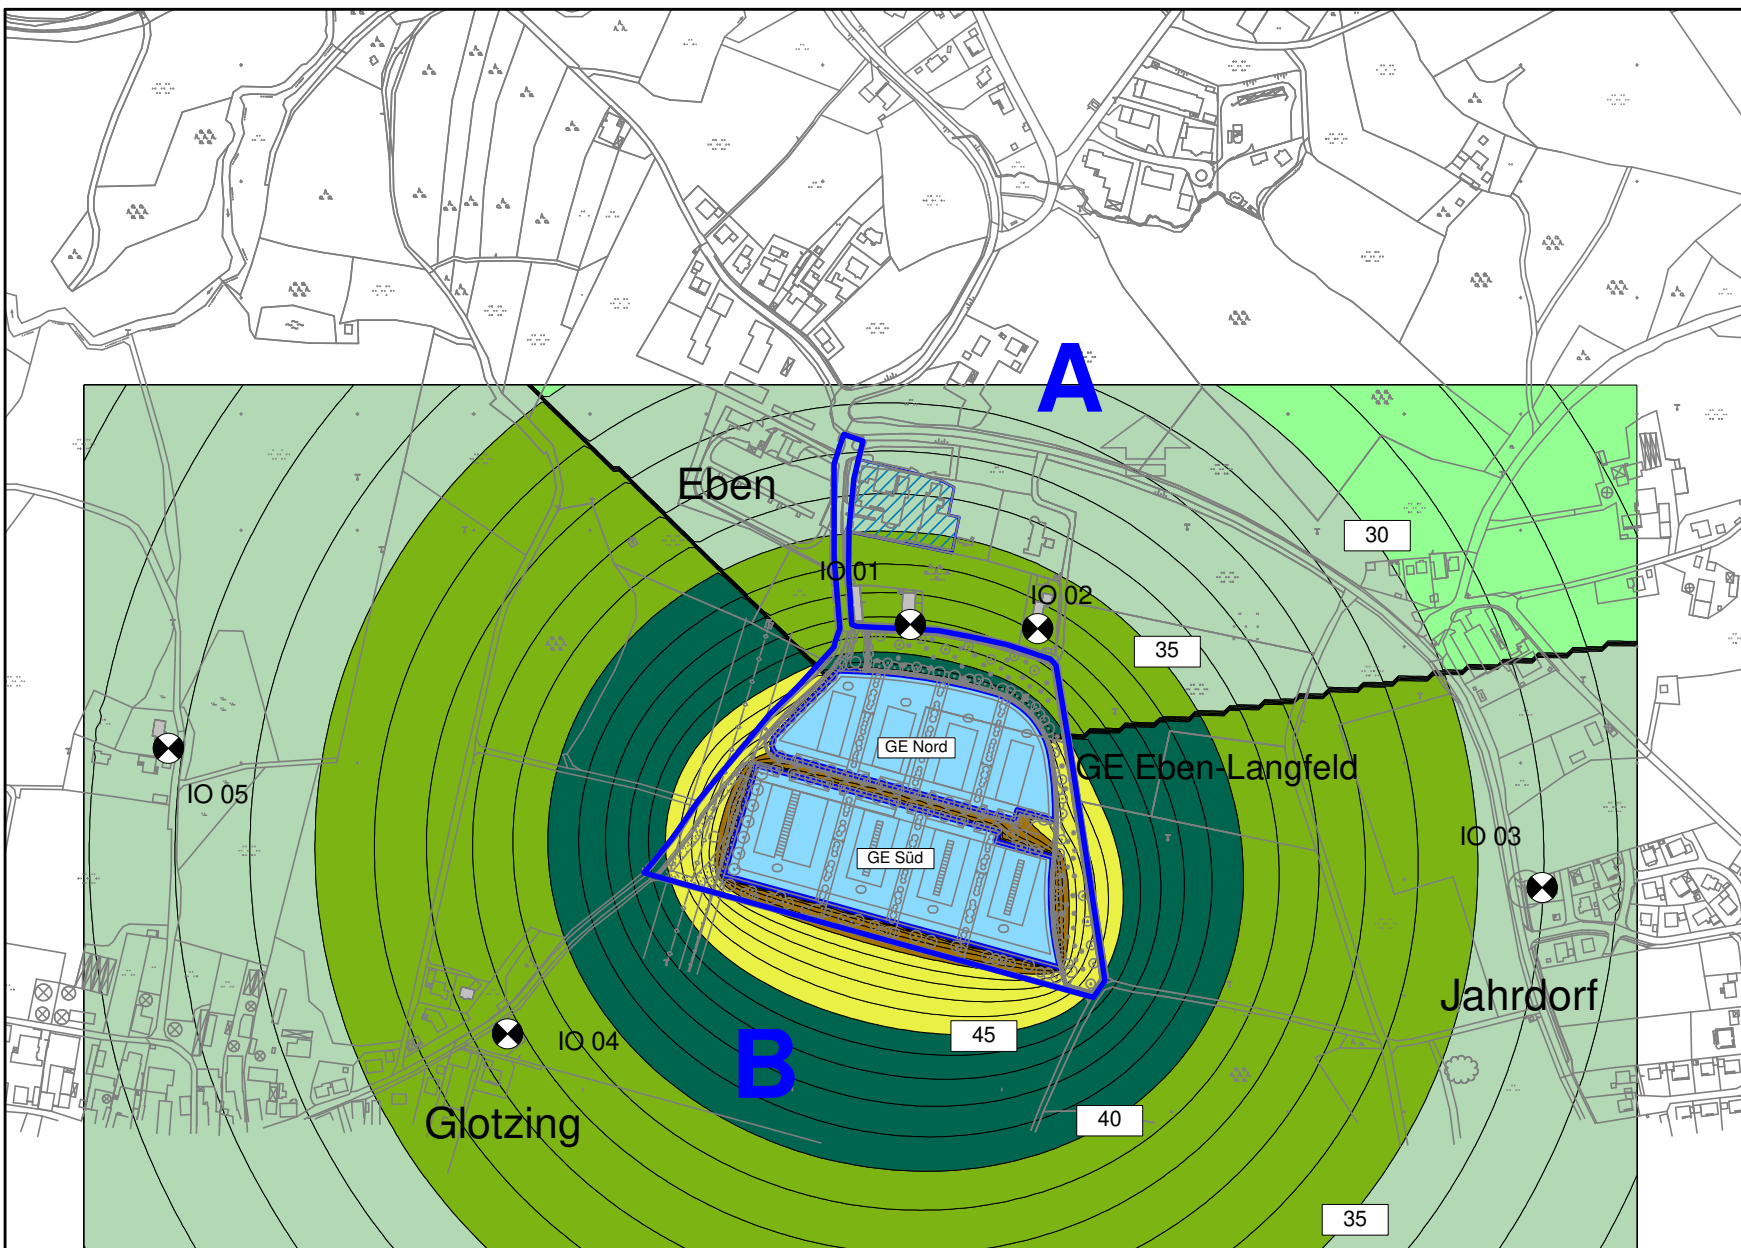 A
Eben
30
IO 01
IO 02
35
GE Nord
GE Eben-Langfeld
IO 05
IO 03
GE Süd
Jahrdorf
45
IO 04
B
40
Glotzing
35